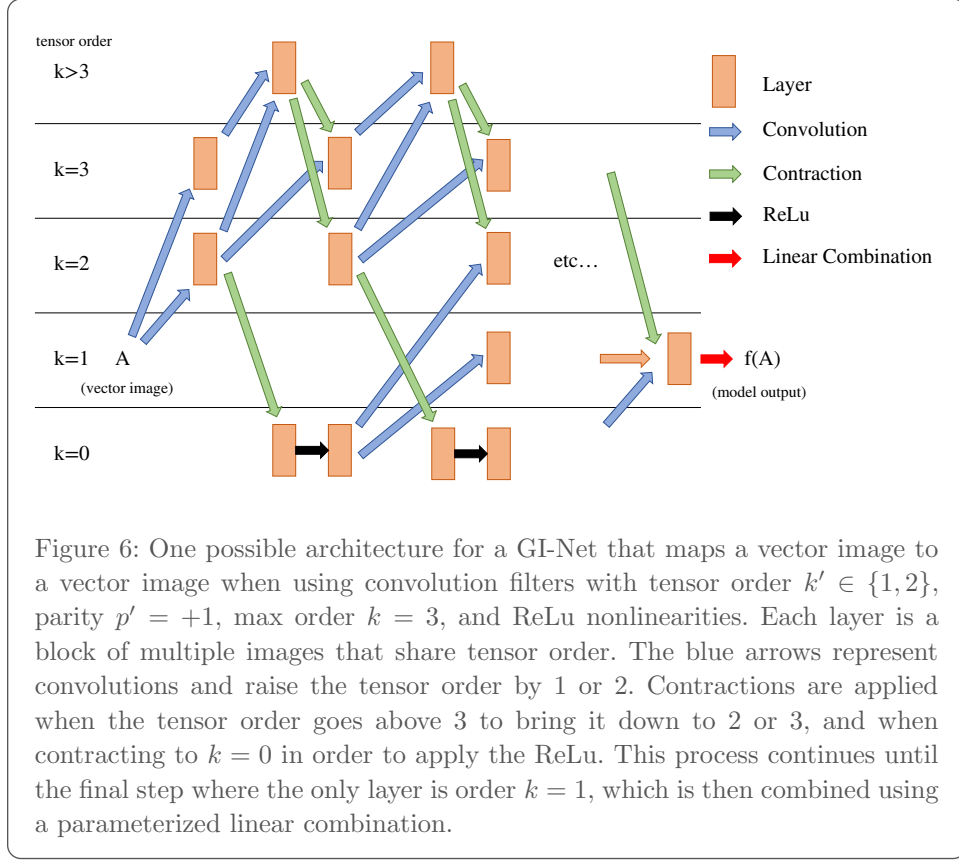 tensor order
k>3
Layer
Convolution
k=3
Contraction
ReLu
k=2
etc…
Linear Combination
k=1
A
f(A)
(vector image)
(model output)
k=0
Figure 6: One possible architecture for a GI-Net that maps a vector image to
a vector image when using convolution filters with tensor order k′ ∈ {1, 2},
parity p′ = +1, max order k = 3, and ReLu nonlinearities. Each layer is a
block of multiple images that share tensor order. The blue arrows represent
convolutions and raise the tensor order by 1 or 2. Contractions are applied
when the tensor order goes above 3 to bring it down to 2 or 3, and when
contracting to k = 0 in order to apply the ReLu. This process continues until
the final step where the only layer is order k = 1, which is then combined using
a parameterized linear combination.